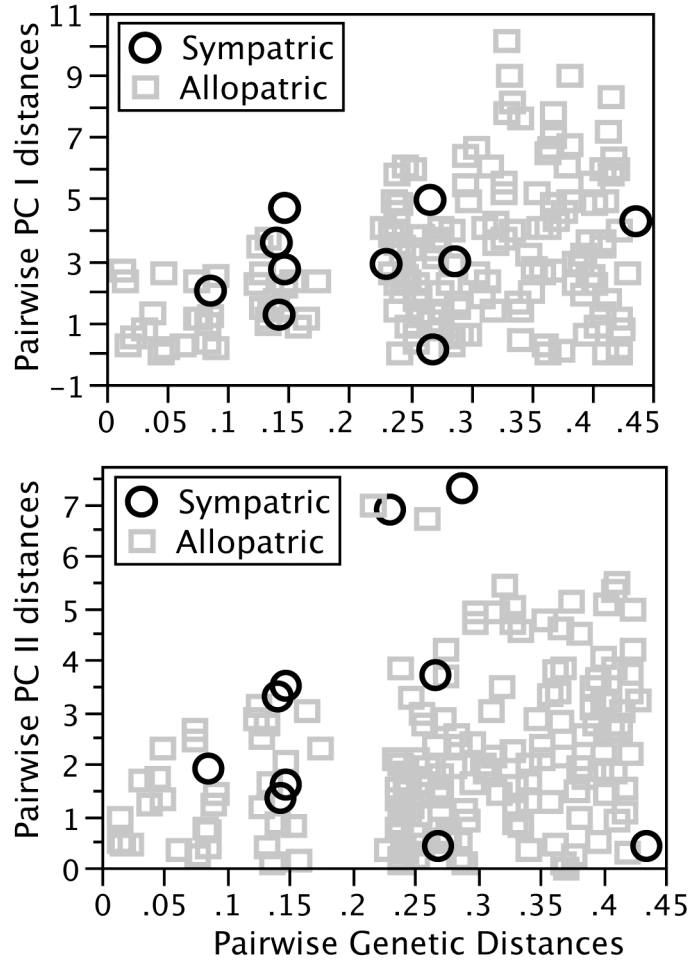 Pairwise PC I distances
11
9
7
5
3
1
-1
Sympatric
Allopatric
0 .05 .1 .15 .2 .25 .3 .35 .4 .45
Pairwise PC II distances
7
6
5
4
3
2
1
0
Sympatric
Allopatric
0 .05 .1 .15 .2 .25 .3 .35 .4 .45
Pairwise Genetic Distances